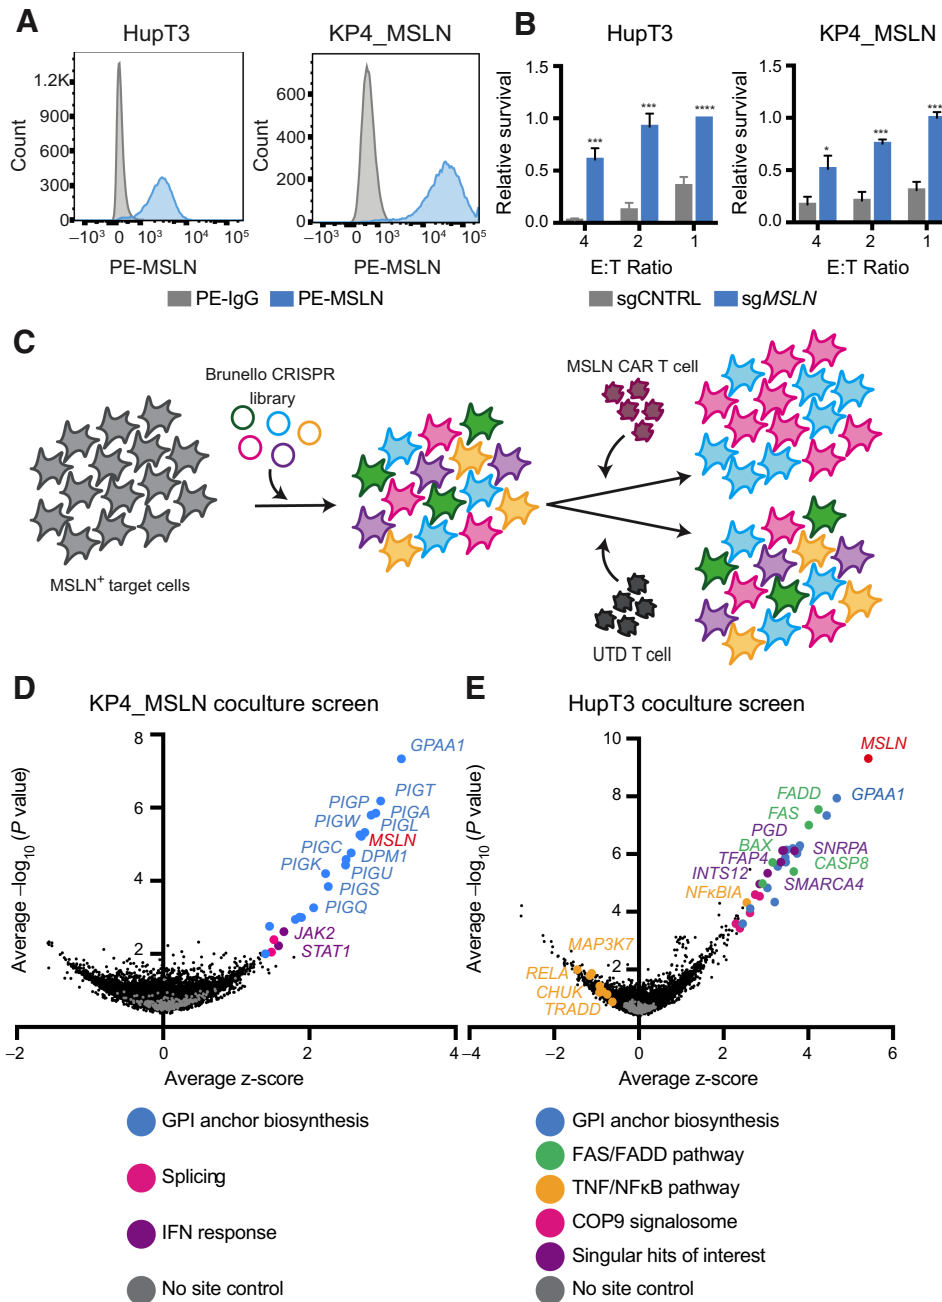 A
HupT3
KP4_MSLN
Count
1.2K
900
600
300
0
–10³ 0 10³ 10⁴ 10⁵
PE-MSLN
Count
600
400
200
0
–10³ 0 10³ 10⁴ 10⁵
PE-MSLN
PE-IgG PE-MSLN
B
HupT3
KP4_MSLN
Relative survival
1.5
1.0
0.5
0.0
*** *** ****
4 2 1
E:T Ratio
Relative survival
1.5
1.0
0.5
0.0
* *** ***
4 2 1
E:T Ratio
sgCNTRL sgMSLN
C
Brunello CRISPR
library
MSLN⁺ target cells
MSLN CAR T cell
UTD T cell
D
KP4_MSLN coculture screen
Average –log₁₀ (P value)
8
6
4
2
GPAA1
PIGT
PIGP
PIGA
PIGW
PIGL
MSLN
PIGC
DPM1
PIGK
PIGU
PIGS
PIGQ
JAK2
STAT1
–2 0 2 4
Average z-score
GPI anchor biosynthesis
Splicing
IFN response
No site control
E
HupT3 coculture screen
Average –log₁₀ (P value)
10
8
6
4
2
MSLN
FADD
GPAA1
FAS
PGD
BAX
SNRPA
TFAP4
CASP8
INTS12
SMARCA4
NFκBIA
MAP3K7
RELA
CHUK
TRADD
–4 –2 0 2 4 6
Average z-score
GPI anchor biosynthesis
FAS/FADD pathway
TNF/NFκB pathway
COP9 signalosome
Singular hits of interest
No site control